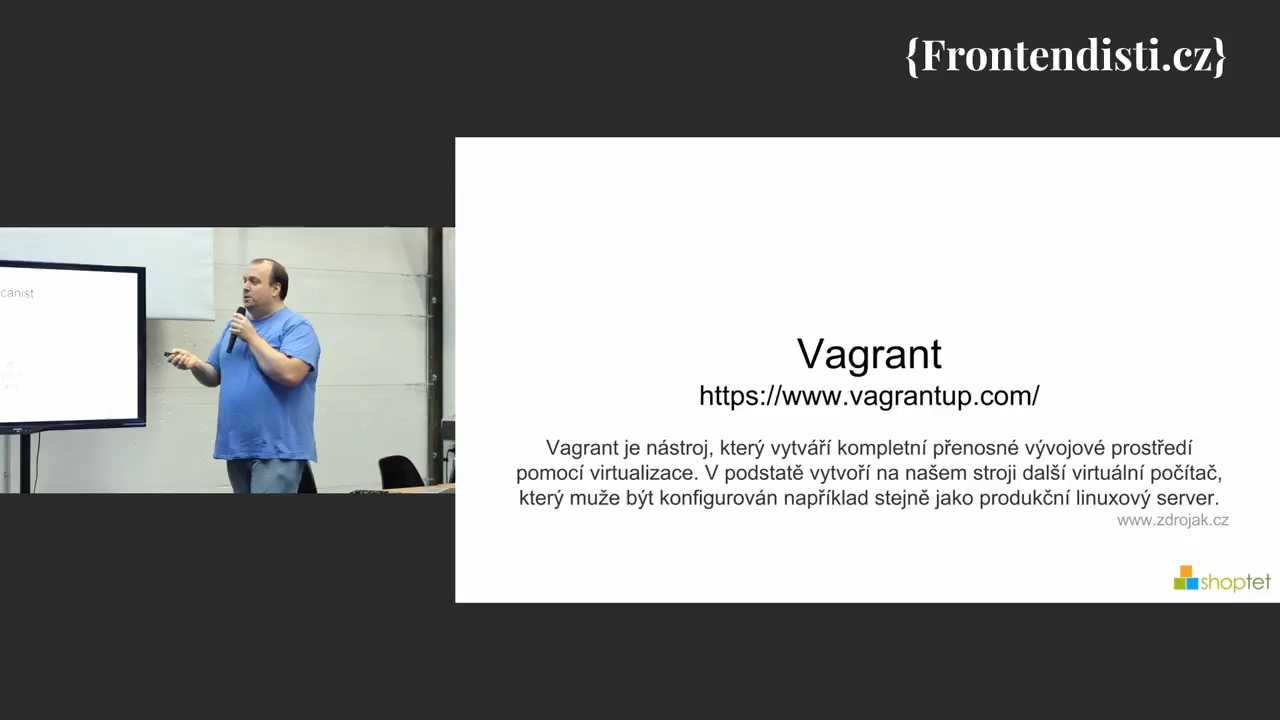 {Frontendisti.cz}
canist
Vagrant
https://www.vagrantup.com/
Vagrant je nástroj, který vytváří kompletní přenosné vývojové prostředí
pomocí virtualizace. V podstatě vytvoří na našem stroji další virtuální počítač,
který muže být konfigurován například stejně jako produkční linuxový server.
www.zdrojak.cz
shoptet